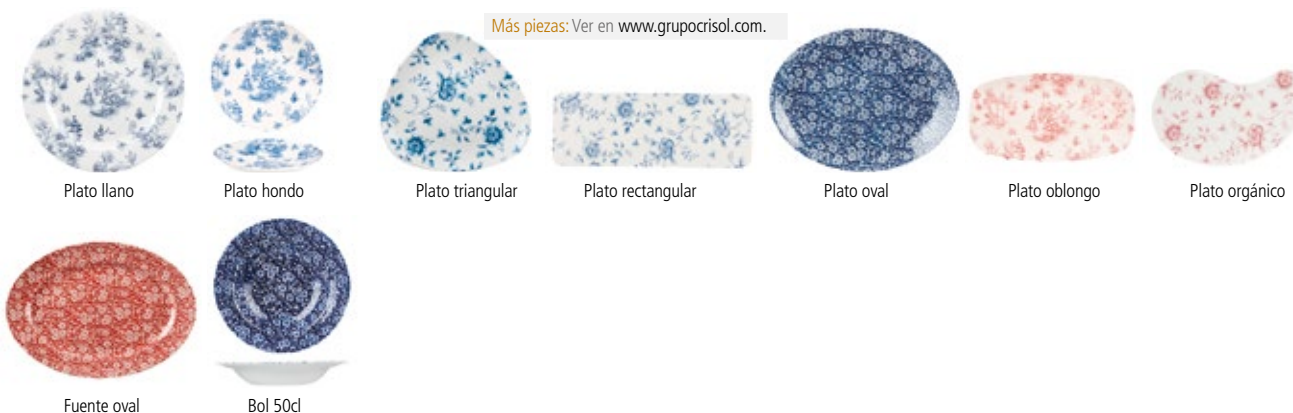 Más piezas: Ver en www.grupocrisol.com.
Plato llano
Plato hondo
Plato triangular
Plato rectangular
Plato oval
Plato oblongo
Plato orgánico
Fuente oval
Bol 50cl